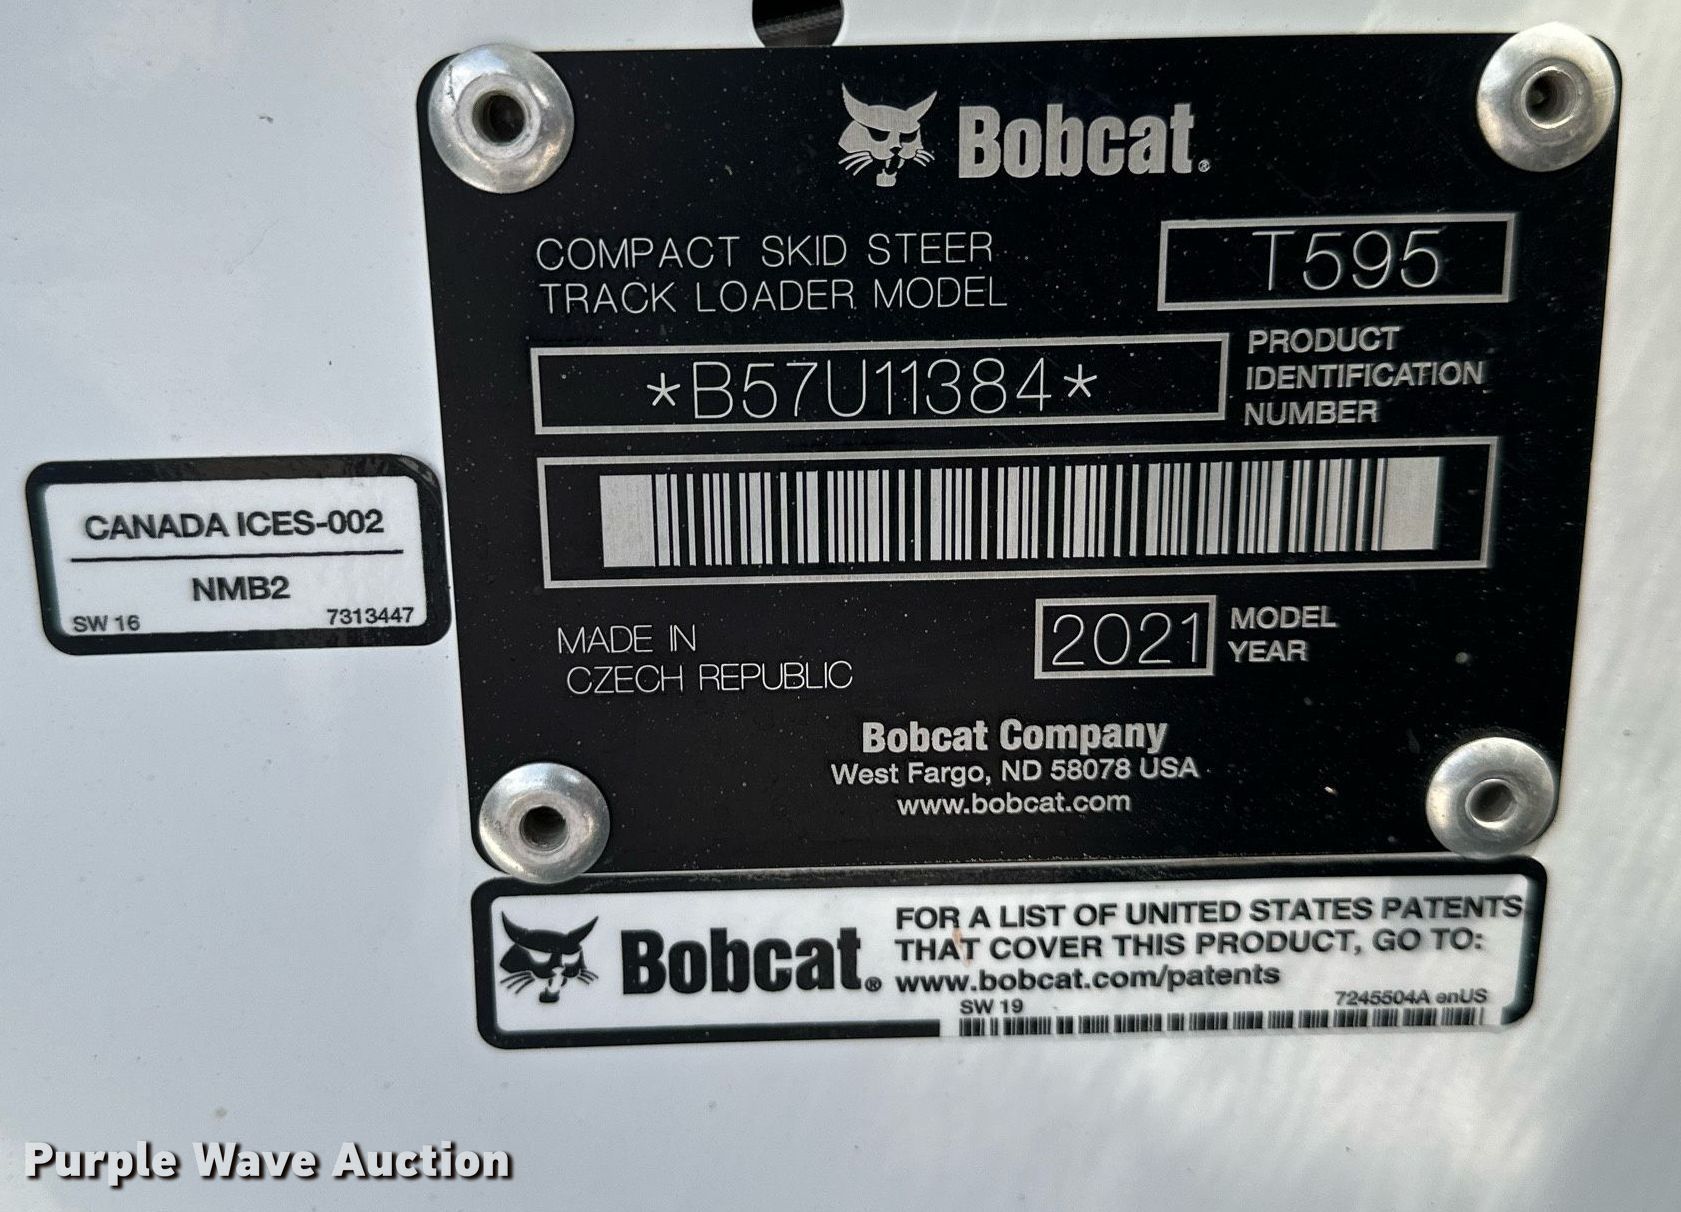 Bobcat®
COMPACT SKID STEER
TRACK LOADER MODEL
T595
*B57U11384*
PRODUCT
IDENTIFICATION
NUMBER
MADE IN
CZECH REPUBLIC
2021
MODEL
YEAR
Bobcat Company
West Fargo, ND 58078 USA
www.bobcat.com
CANADA ICES-002
NMB2
SW 16 7313447
Bobcat®
FOR A LIST OF UNITED STATES PATENTS
THAT COVER THIS PRODUCT, GO TO:
www.bobcat.com/patents
SW 19 7245504A enUS
Purple Wave Auction